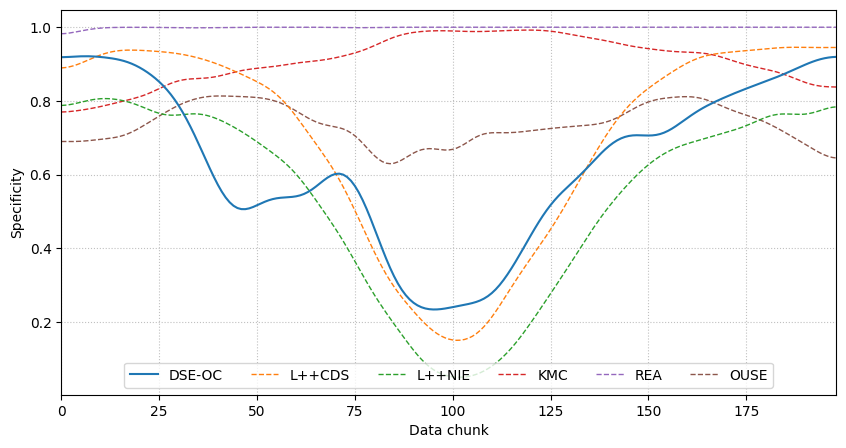 1.0
0.8
0.6
0.4
0.2
Specificity
DSE-OC L++CDS L++NIE KMC REA OUSE
0 25 50 75 100 125 150 175
Data chunk